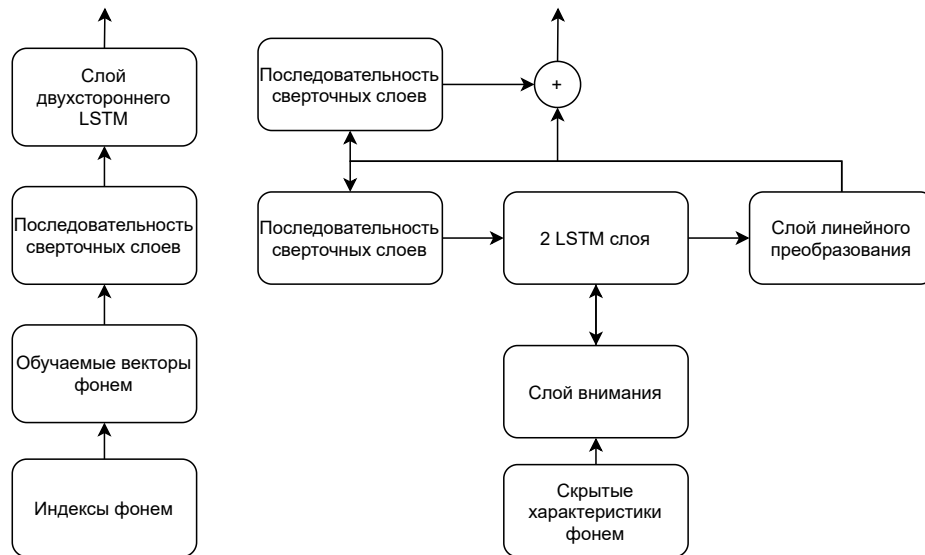 Слой
двухстороннего
LSTM
Последовательность
сверточных слоев
Обучаемые векторы
фонем
Индексы фонем
Последовательность
сверточных слоев
+
Последовательность
сверточных слоев
2 LSTM слоя
Слой линейного
преобразования
Слой внимания
Скрытые
характеристики
фонем